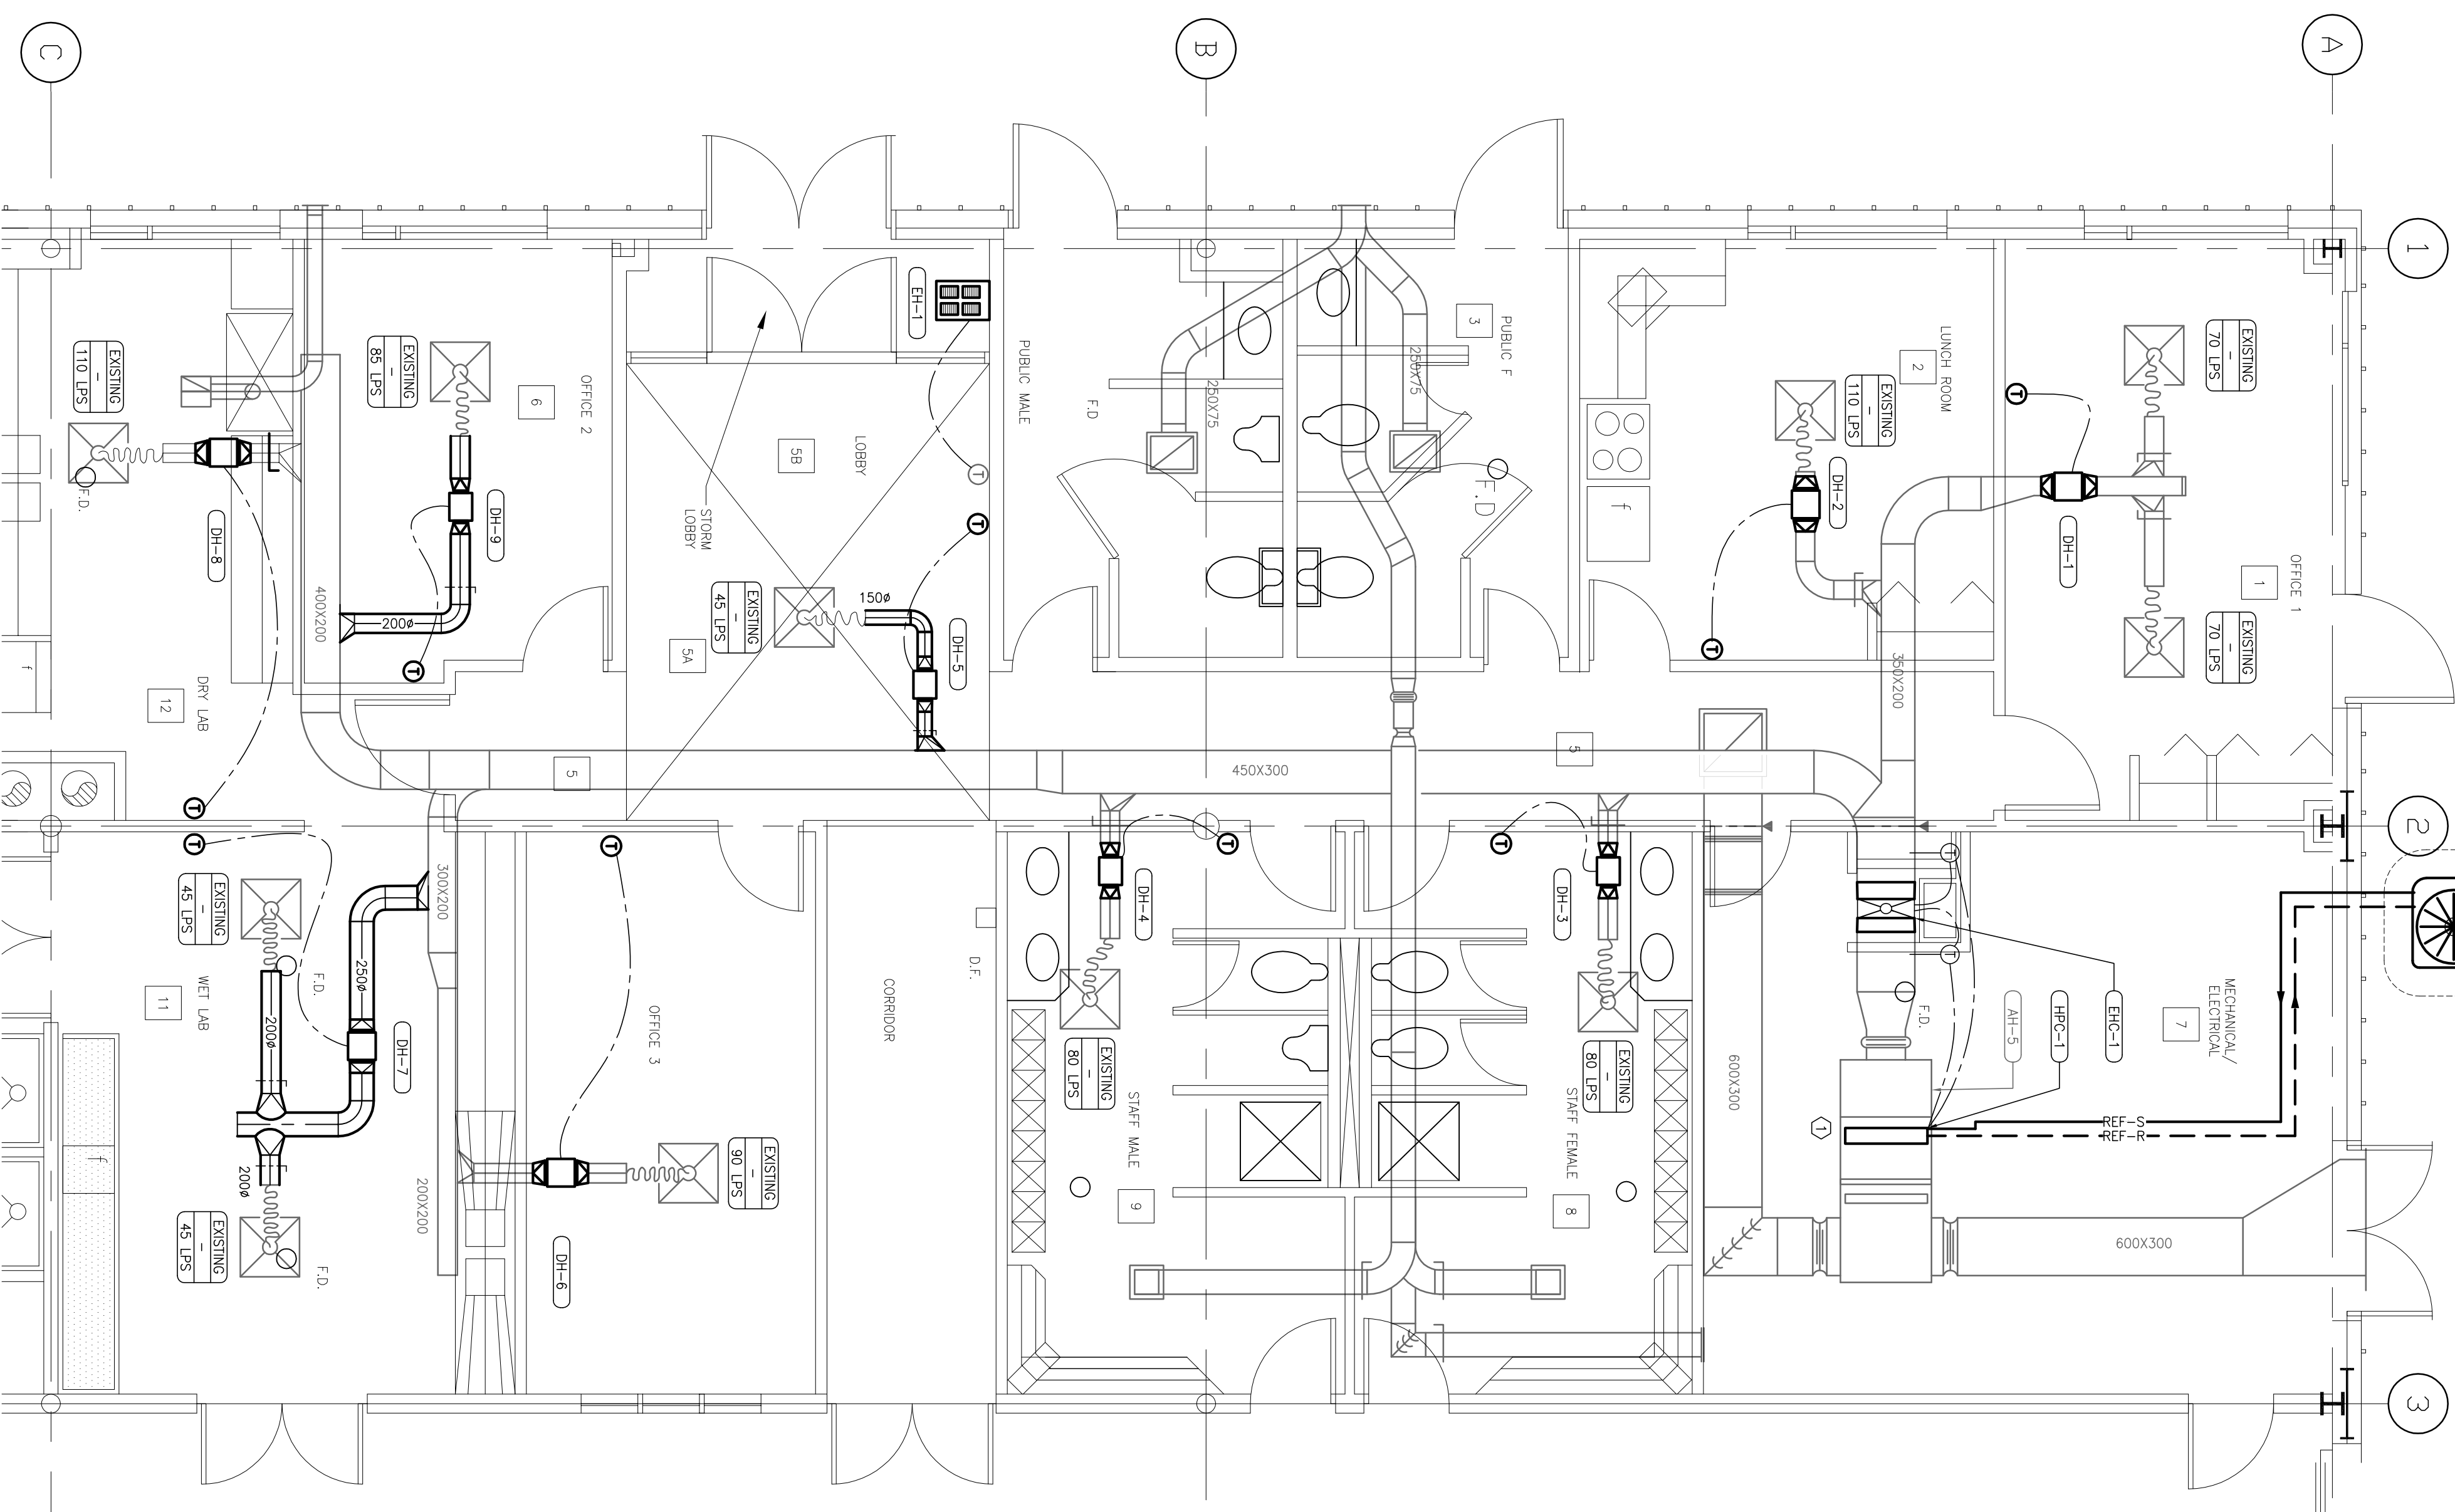 C
B
A
1
2
3
EXISTING
-
110 LPS
EXISTING
-
85 LPS
6
OFFICE 2
EH-1
PUBLIC MALE
F.D
250X75
3
PUBLIC F
250X75
F.D
2
LUNCH ROOM
EXISTING
-
110 LPS
DH-2
f
T
T
EXISTING
-
70 LPS
DH-1
1
OFFICE 1
EXISTING
-
70 LPS
F.D.
DH-8
DH-9
400X200
200ø
T
5B
LOBBY
STORM
LOBBY
T
T
EXISTING
-
45 LPS
150ø
DH-5
5A
350X200
f
12
DRY LAB
5
450X300
5
T
T
T
T
T
300X200
EXISTING
-
45 LPS
F.D.
250ø
11
WET LAB
200ø
DH-7
200ø
f
EXISTING
-
45 LPS
F.D.
200X200
OFFICE 3
EXISTING
-
90 LPS
DH-6
CORRIDOR
D.F.
DH-4
EXISTING
-
80 LPS
STAFF MALE
9
DH-3
EXISTING
-
80 LPS
STAFF FEMALE
8
600X300
T
T
F.D.
AH-5
HPC-1
EHC-1
7
MECHANICAL/
ELECTRICAL
1
REF-S
REF-R
600X300